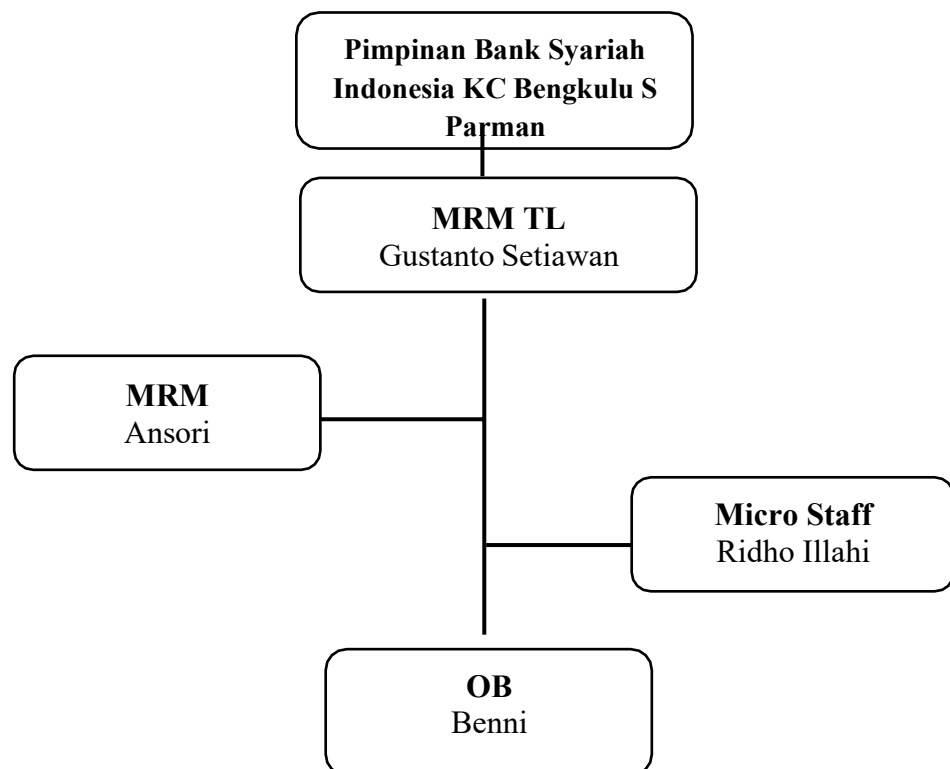 Pimpinan Bank Syariah
Indonesia KC Bengkulu S
Parman
MRM TL
Gustanto Setiawan
MRM
Ansori
Micro Staff
Ridho Illahi
OB
Benni